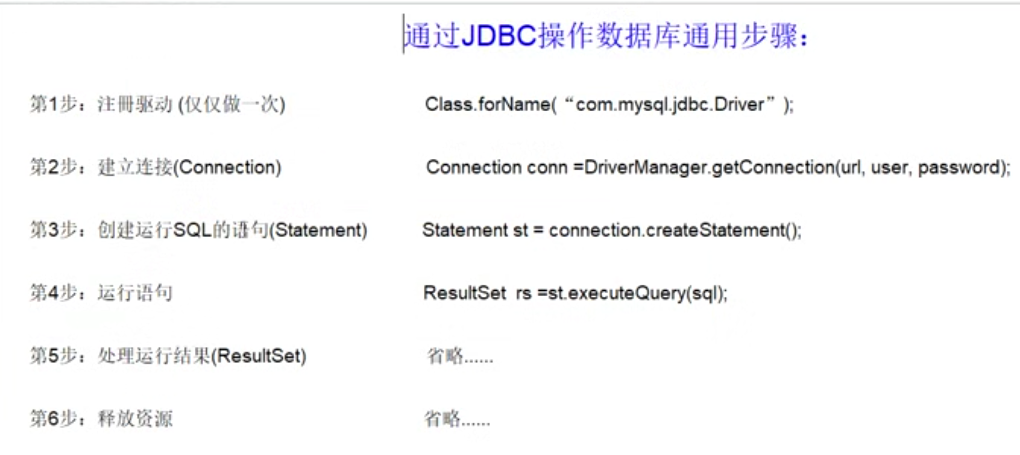 通过JDBC操作数据库通用步骤：
第1步：注冊驱动 (仅仅做一次) Class.forName(“com.mysql.jdbc.Driver”);
第2步：建立连接(Connection) Connection conn =DriverManager.getConnection(url, user, password);
第3步：创建运行SQL的语句(Statement) Statement st = connection.createStatement();
第4步：运行语句 ResultSet rs =st.executeQuery(sql);
第5步：处理运行结果(ResultSet) 省略......
第6步：释放资源 省略......